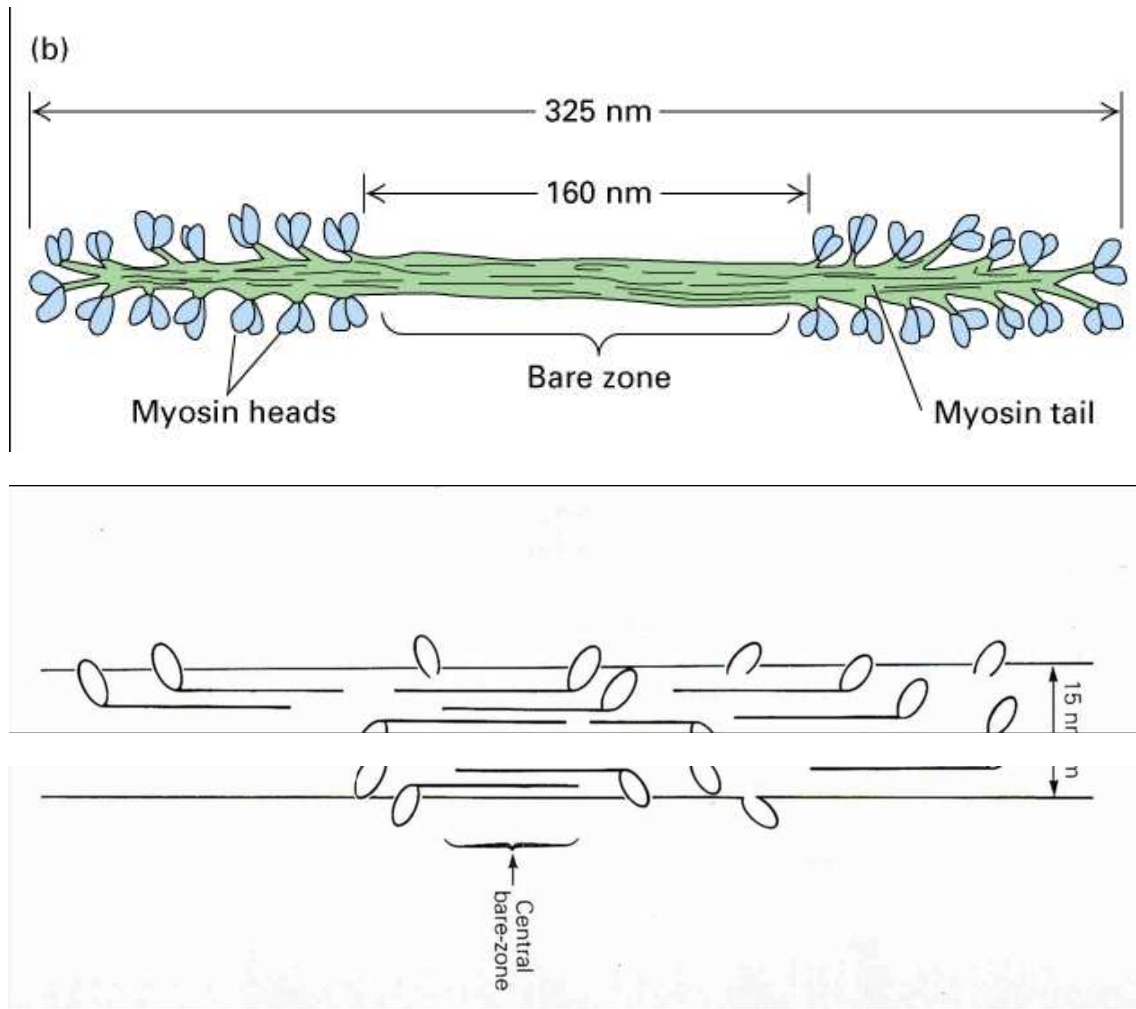 (b)
325 nm
160 nm
Bare zone
Myosin heads
Myosin tail
15 nm
Central
bare-zone